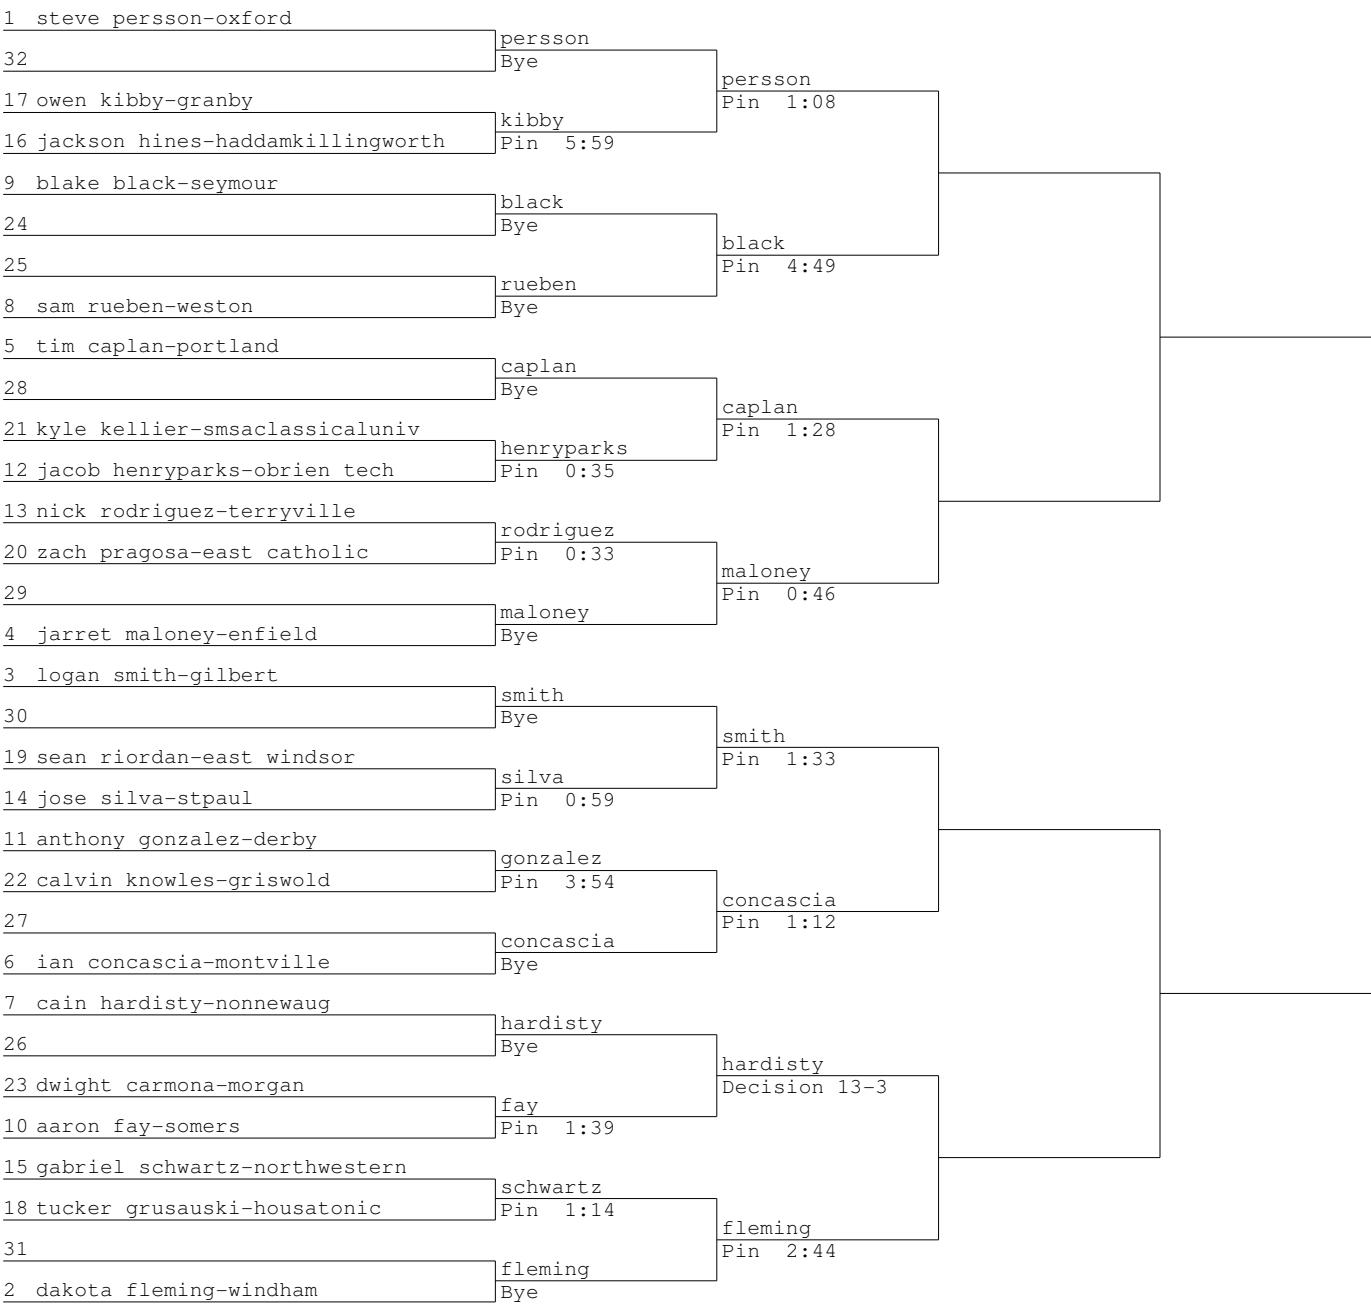 1 steve persson-oxford
persson
32
Bye
persson
17 owen kibby-granby
Pin 1:08
kibby
16 jackson hines-haddamkillingworth
Pin 5:59
9 blake black-seymour
black
24
Bye
black
25
Pin 4:49
rueben
8 sam rueben-weston
Bye
5 tim caplan-portland
caplan
28
Bye
caplan
21 kyle kellier-smsaclassicaluniv
Pin 1:28
henryparks
12 jacob henryparks-obrien tech
Pin 0:35
13 nick rodriguez-terryville
rodriguez
20 zach pragosa-east catholic
Pin 0:33
maloney
29
Pin 0:46
maloney
4 jarret maloney-enfield
Bye
3 logan smith-gilbert
smith
30
Bye
smith
19 sean riordan-east windsor
Pin 1:33
silva
14 jose silva-stpaul
Pin 0:59
11 anthony gonzalez-derby
gonzalez
22 calvin knowles-griswold
Pin 3:54
concascia
27
Pin 1:12
concascia
6 ian concascia-montville
Bye
7 cain hardisty-nonnewaug
hardisty
26
Bye
hardisty
23 dwight carmona-morgan
Decision 13-3
fay
10 aaron fay-somers
Pin 1:39
15 gabriel schwartz-northwestern
schwartz
18 tucker grusauski-housatonic
Pin 1:14
fleming
31
Pin 2:44
fleming
2 dakota fleming-windham
Bye